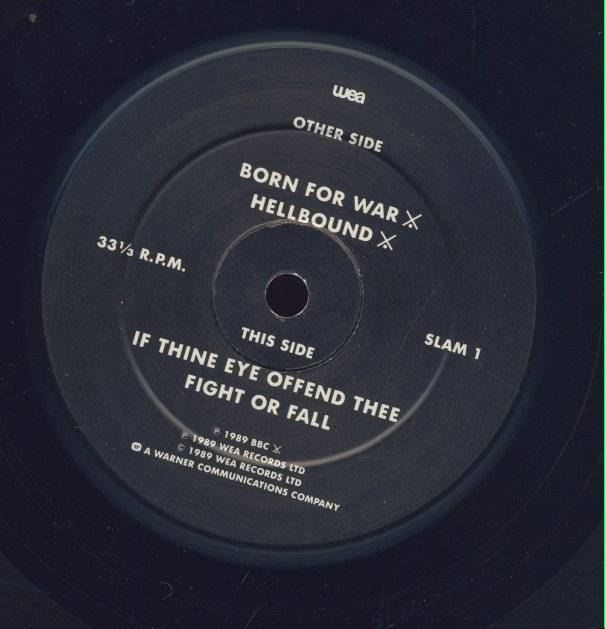 wea
OTHER SIDE
BORN FOR WAR
HELLBOUND
33⅓ R.P.M.
THIS SIDE
SLAM 1
IF THINE EYE OFFEND THEE
FIGHT OR FALL
℗ 1989 BBC
℗ 1989 WEA RECORDS LTD
© 1989 WEA RECORDS LTD
A WARNER COMMUNICATIONS COMPANY